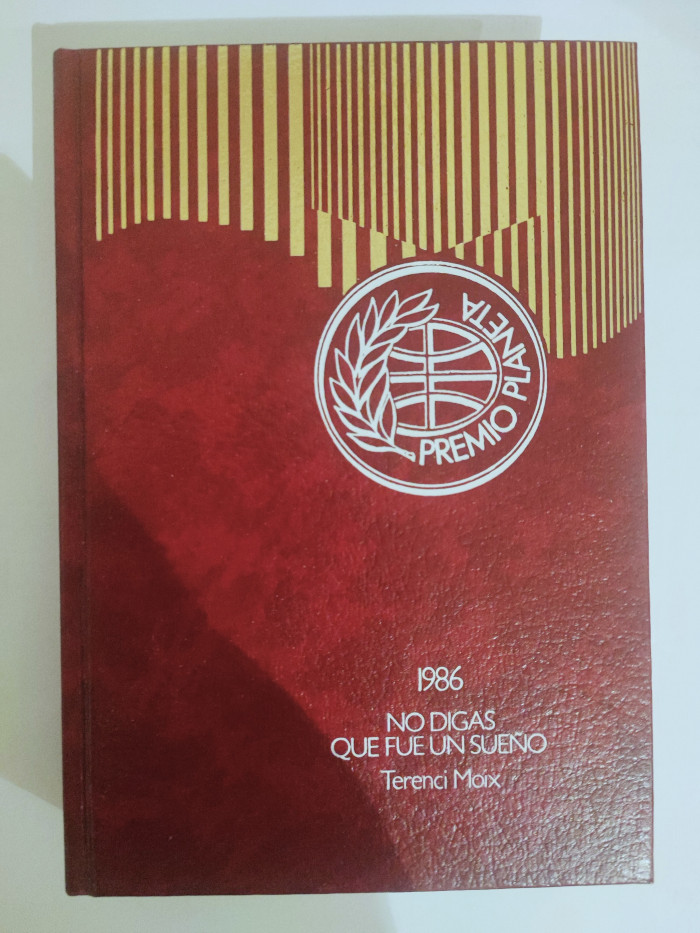 PREMIO PLANETA
1986
NO DIGAS
QUE FUE UN SUEÑO
Terenci Moix